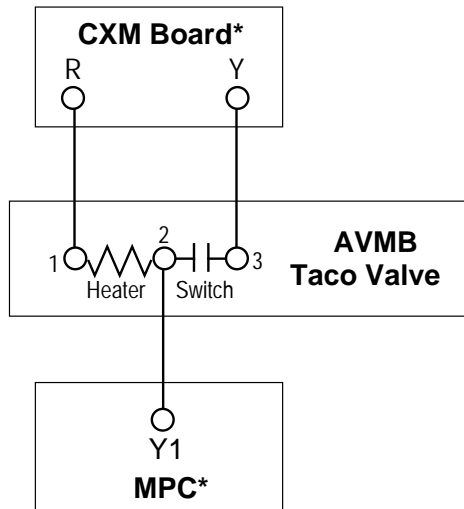 CXM Board*
R Y
2
1 3
Heater Switch
AVMB
Taco Valve
Y1
MPC*